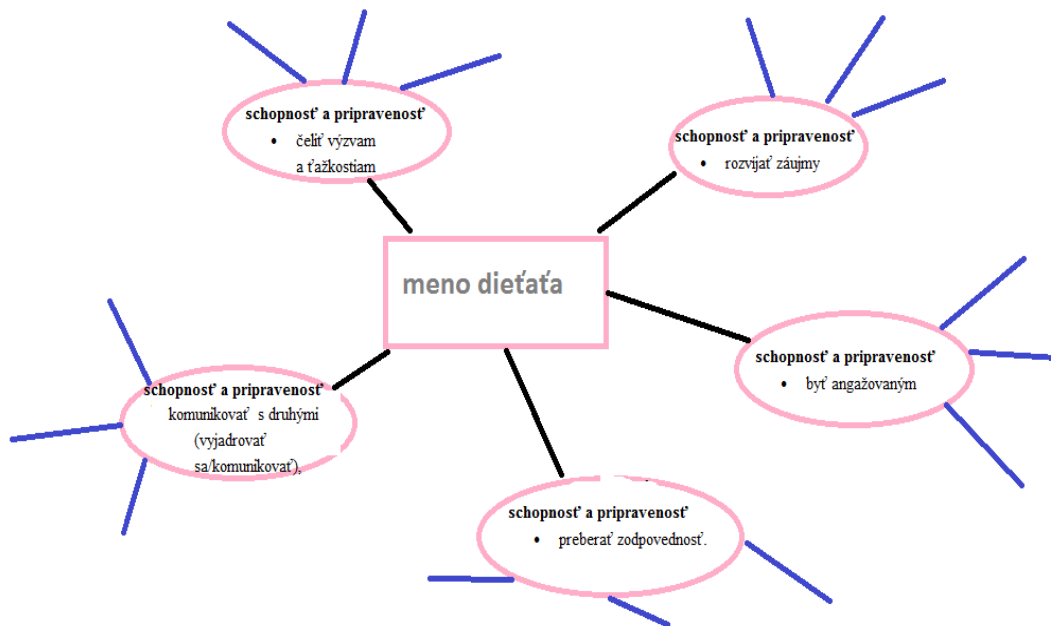 schopnosť a pripravenosť
• čeliť výzvam
a ťažkostiam
schopnosť a pripravenosť
• rozvijať záujmy
meno dieťaťa
schopnosť a pripravenosť
• byť angažovaným
schopnosť a pripravenosť
komunikovať s druhými
(vyjadrovať
sa/komunikovať),
schopnosť a pripravenosť
• preberať zodpovednosť.